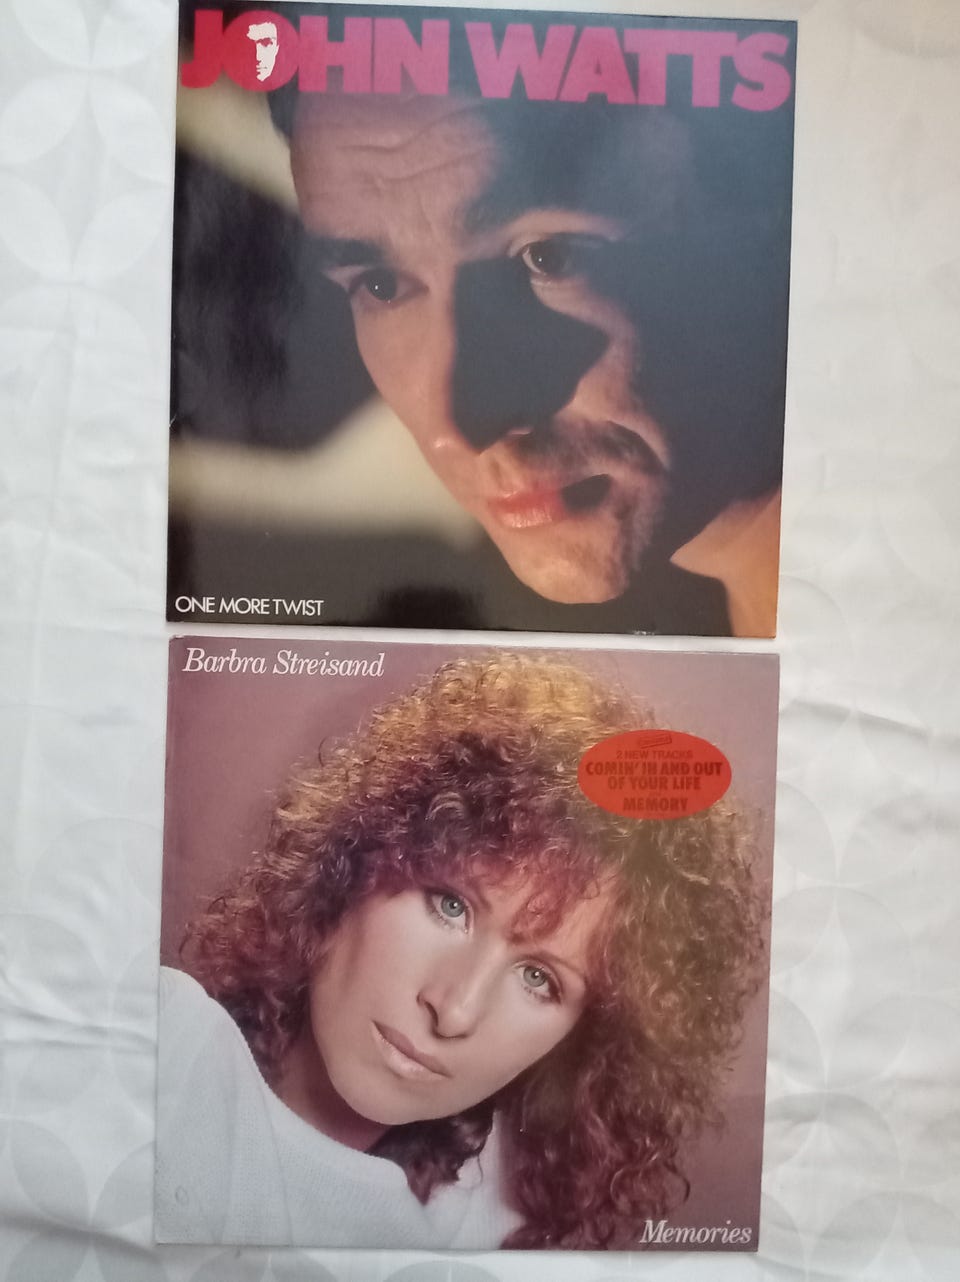 JOHN WATTS
ONE MORE TWIST
Barbra Streisand
2 NEW TRACKS
COMIN' IN AND OUT
OF YOUR LIFE
MEMORY
Memories